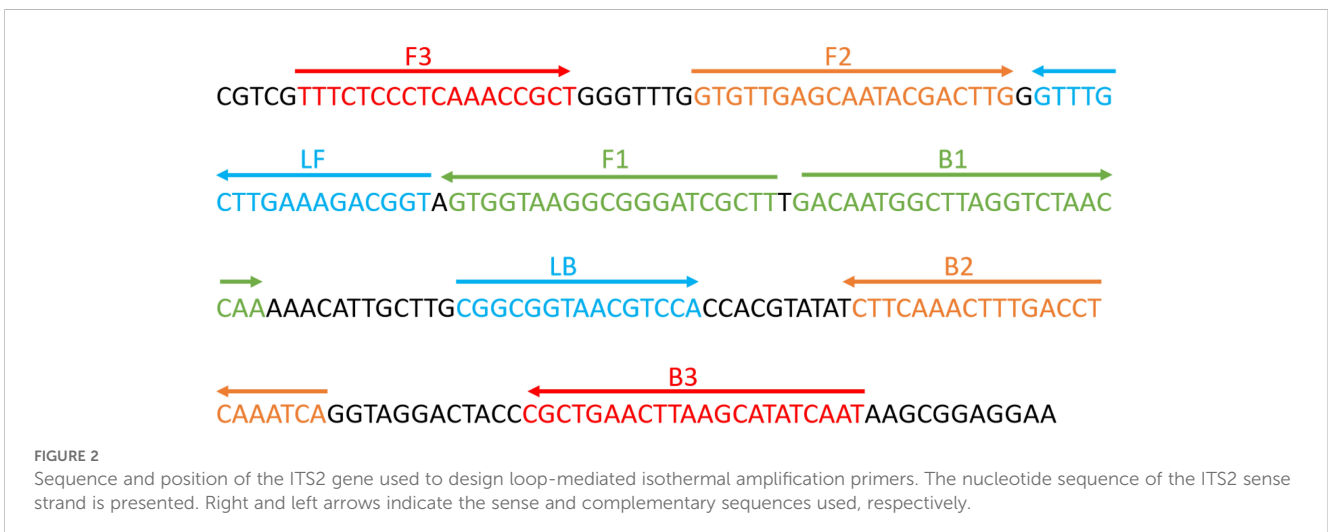 F3 F2
CGTCGTTTCTCCCTCAAACCGCTGGGTTTGGTGTTGAGCAATACGACTTGGGTTTG
LF F1 B1
CTTGAAAGACGGTAGTGGTAAGGCGGGATCGCTTTGACAATGGCTTAGGTCTAAC
LB B2
CAAAAACATTGCTTGCGGCGGTAACGTCCACCACGTATATCTTCAAACTTTGACCT
B3
CAAATCAGGTAGGACTACCCGCTGAACTTAAGCATATCAATAAGCGGAGGAA
FIGURE 2
Sequence and position of the ITS2 gene used to design loop-mediated isothermal amplification primers. The nucleotide sequence of the ITS2 sense
strand is presented. Right and left arrows indicate the sense and complementary sequences used, respectively.